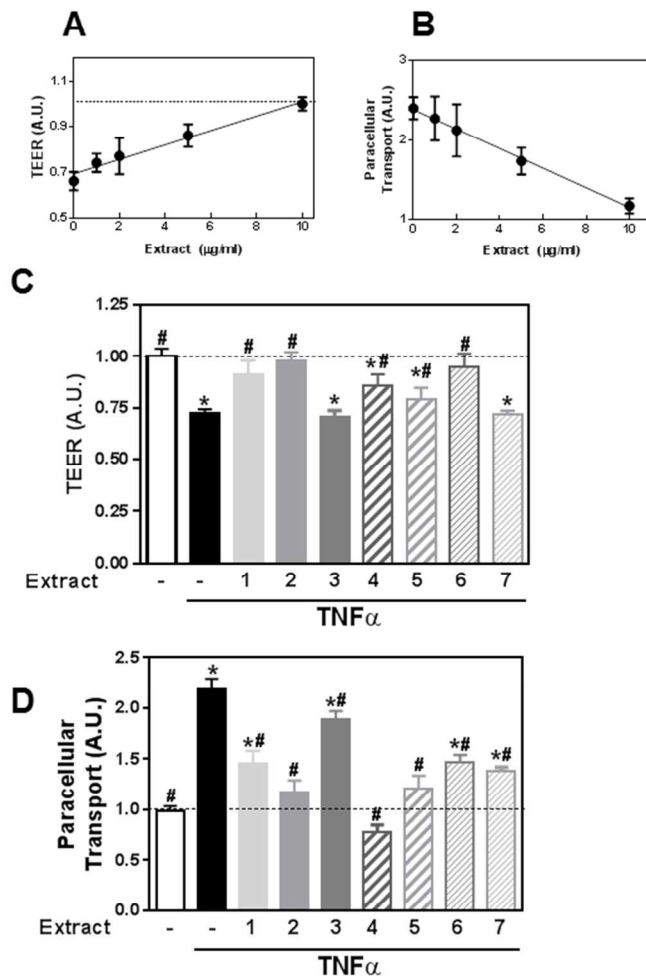 A
TEER (A.U.)
1.1
0.9
0.7
0.5
0 2 4 6 8 10
Extract (µg/ml)
B
Paracellular
Transport (A.U.)
3
2
1
0 2 4 6 8 10
Extract (µg/ml)
C
TEER (A.U.)
1.25
1.00
0.75
0.50
0.25
0.00
# * # # * *# *# # *
Extract - - 1 2 3 4 5 6 7
TNFα
D
Paracellular
Transport (A.U.)
2.5
2.0
1.5
1.0
0.5
0.0
# * *# # *# # # *# *#
Extract - - 1 2 3 4 5 6 7
TNFα